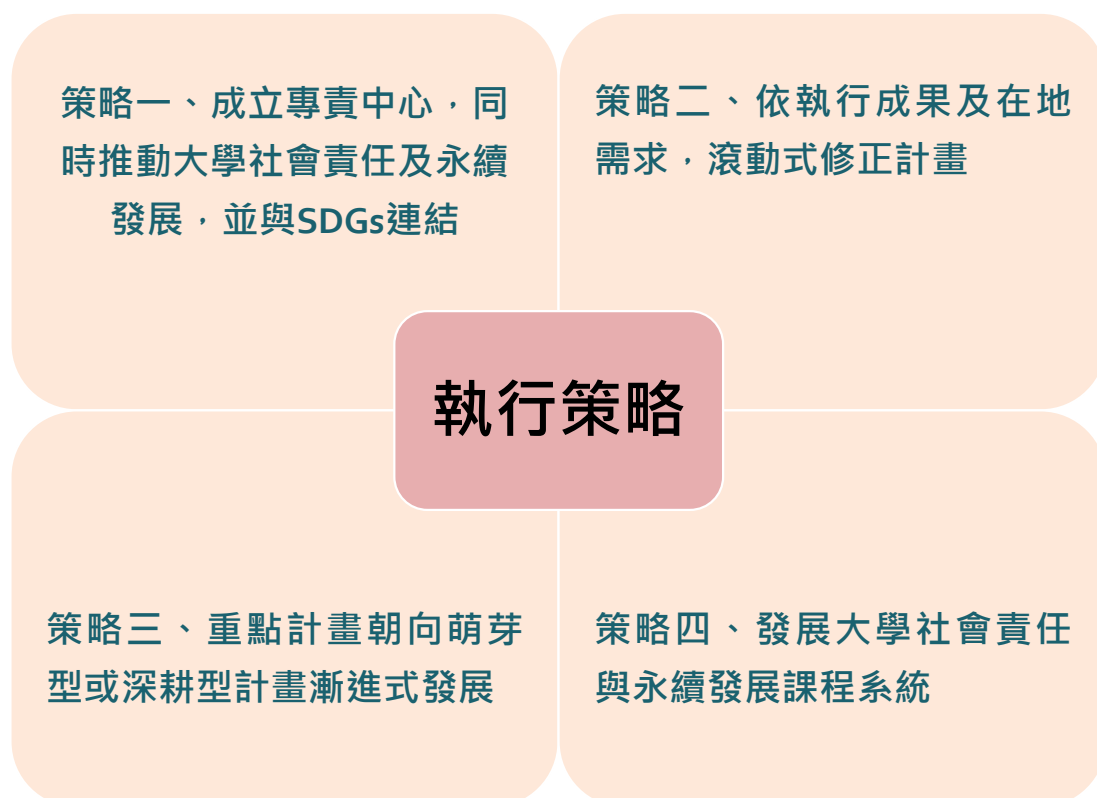 策略一、成立專責中心，同
時推動大學社會責任及永續
發展，並與SDGs連結
策略二、依執行成果及在地
需求，滾動式修正計畫
執行策略
策略三、重點計畫朝向萌芽
型或深耕型計畫漸進式發展
策略四、發展大學社會責任
與永續發展課程系統